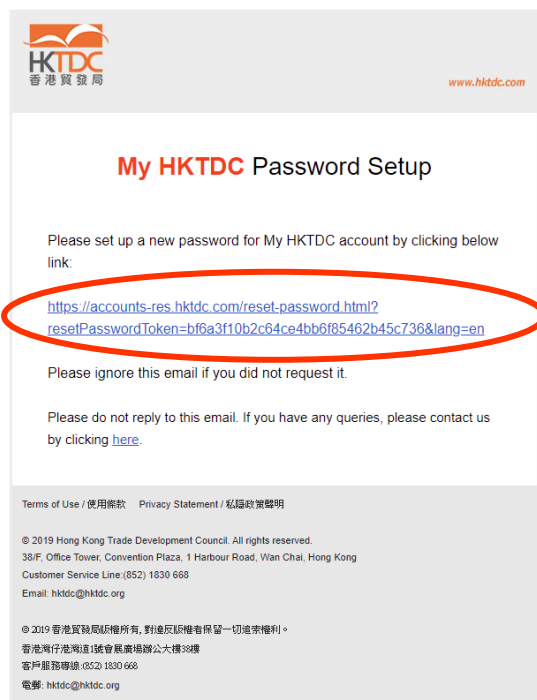 HKTDC
香港貿發局
www.hktdc.com
My HKTDC Password Setup
Please set up a new password for My HKTDC account by clicking below
link:
https://accounts-res.hktdc.com/reset-password.html?
resetPasswordToken=bf6a3f10b2c64ce4bb6f85462b45c736&lang=en
Please ignore this email if you did not request it.
Please do not reply to this email. If you have any queries, please contact us
by clicking here.
Terms of Use / 使用條款 Privacy Statement / 私隱政策聲明
© 2019 Hong Kong Trade Development Council. All rights reserved.
38/F, Office Tower, Convention Plaza, 1 Harbour Road, Wan Chai, Hong Kong
Customer Service Line:(852) 1830 668
Email: hktdc@hktdc.org
© 2019 香港貿發局版權所有, 對違反版權者保留一切追索權利。
香港灣仔港灣道1號會展廣場辦公大樓38樓
客戶服務專線:(852) 1830 668
電郵: hktdc@hktdc.org